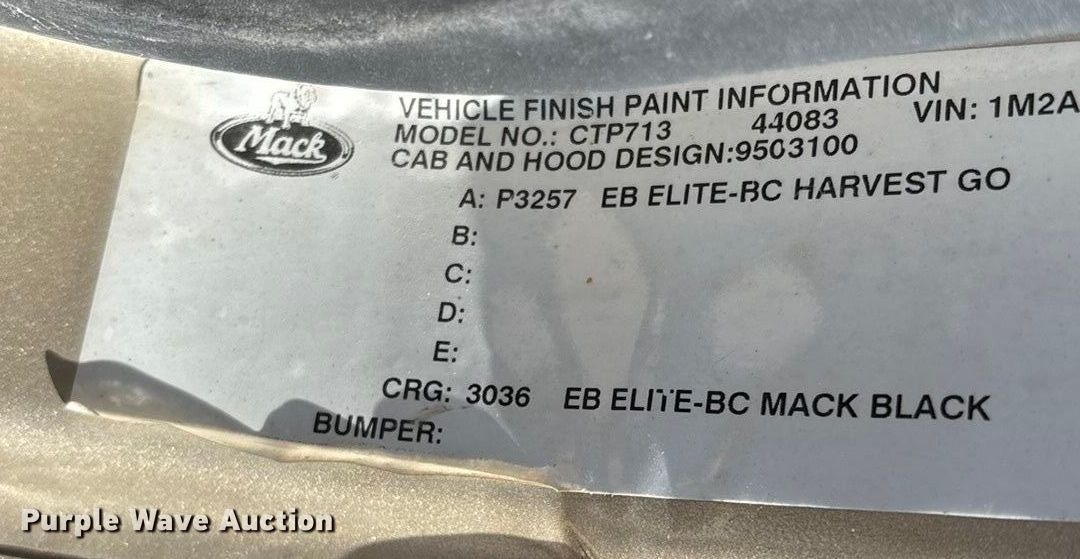 Mack
VEHICLE FINISH PAINT INFORMATION
MODEL NO.: CTP713 44083 VIN: 1M2A
CAB AND HOOD DESIGN:9503100
A: P3257 EB ELITE-BC HARVEST GO
B:
C:
D:
E:
CRG: 3036 EB ELITE-BC MACK BLACK
BUMPER:
Purple Wave Auction